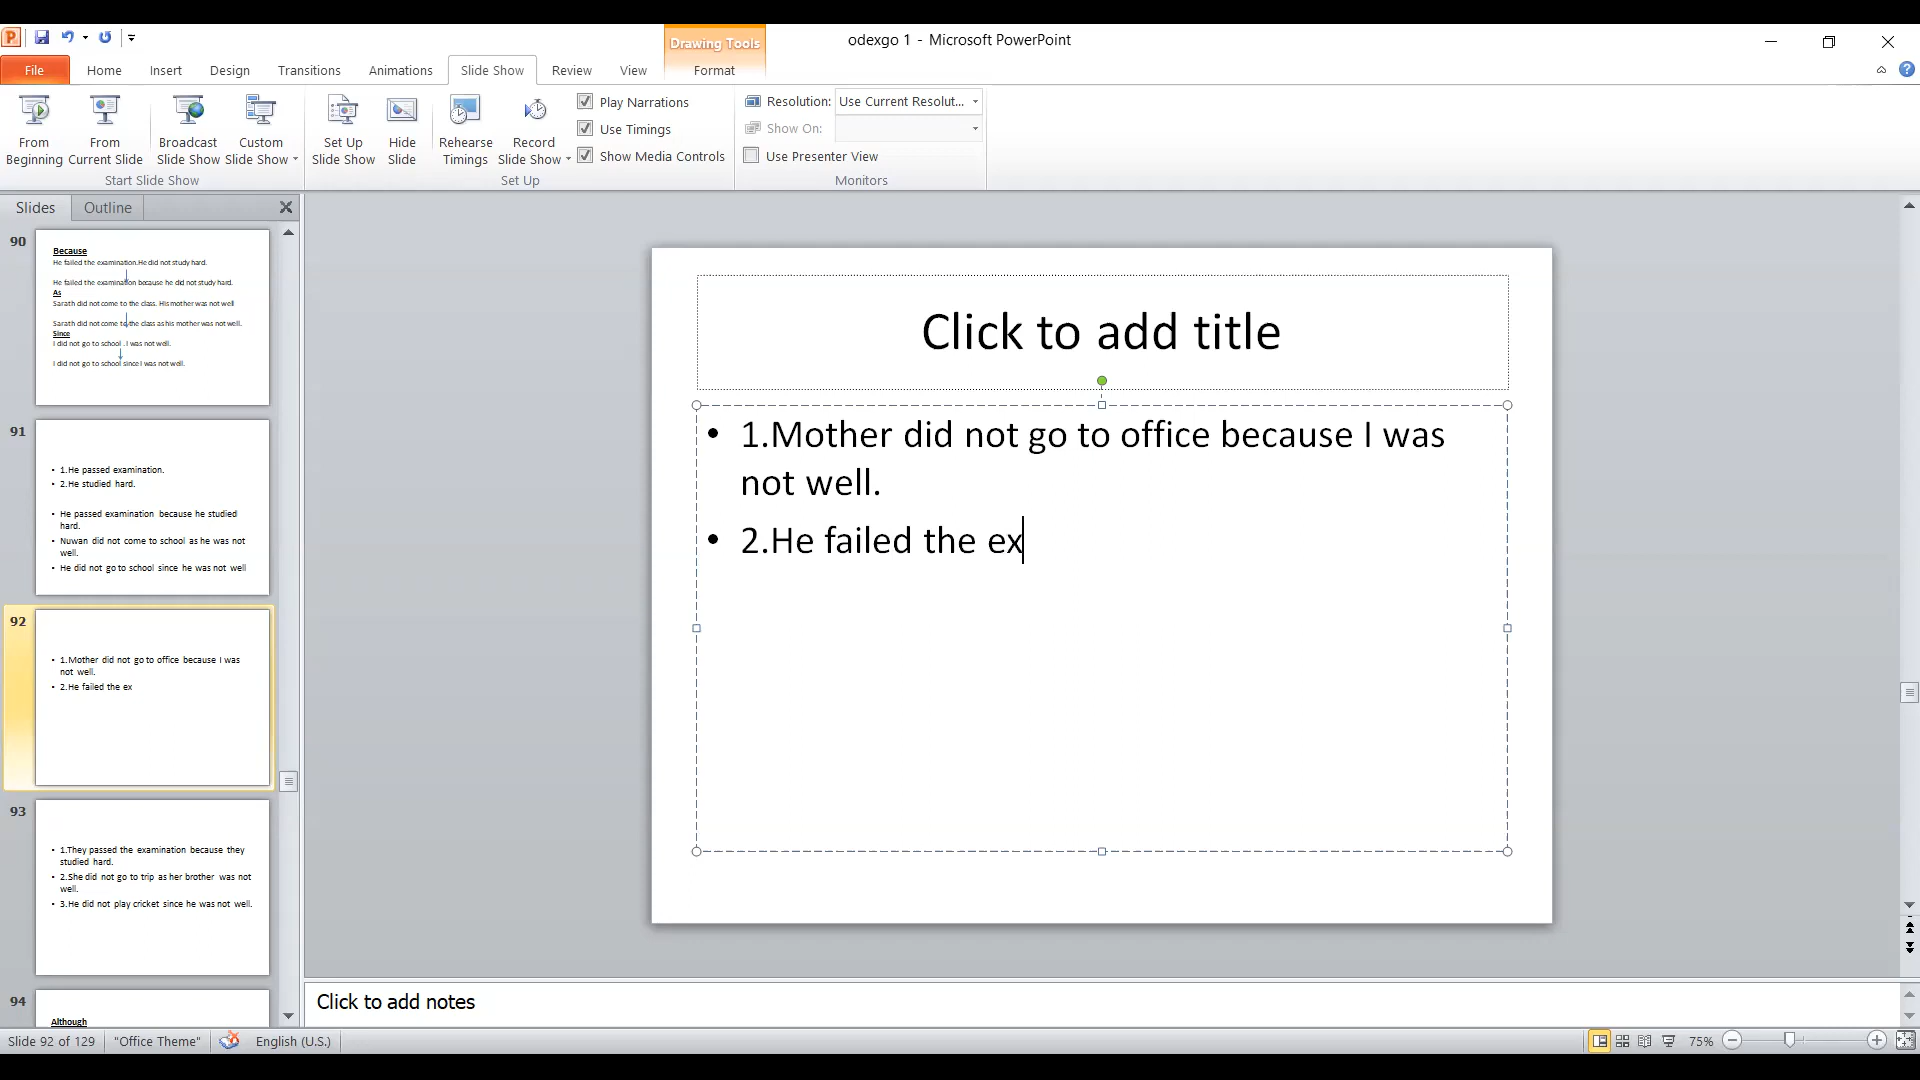 odexgo 1 - Microsoft PowerPoint
Drawing Tools
File Home Insert Design Transitions Animations Slide Show Review View Format
From Beginning
From Current Slide
Broadcast Slide Show
Custom Slide Show
Start Slide Show
Set Up Slide Show
Hide Slide
Rehearse Timings
Record Slide Show
Play Narrations
Use Timings
Show Media Controls
Set Up
Resolution: Use Current Resolut...
Show On:
Use Presenter View
Monitors
Slides Outline
90
Because
He failed the examination.He did not study hard.
He failed the examination because he did not study hard.
As
Sarath did not come to the class. His mother was not well
Sarath did not come to the class as his mother was not well.
Since
I did not go to school . I was not well.
I did not go to school since I was not well.
91
• 1.He passed examination.
• 2.He studied hard.
• He passed examination because he studied
hard.
• Nuwan did not come to school as he was not
well.
• He did not go to school since he was not well
92
• 1.Mother did not go to office because I was
not well.
• 2.He failed the ex
93
• 1.They passed the examination because they
studied hard.
• 2.She did not go to trip as her brother was not
well.
• 3.He did not play cricket since he was not well.
94
Although
Click to add title
• 1.Mother did not go to office because I was
not well.
• 2.He failed the ex
Click to add notes
Slide 92 of 129 "Office Theme" English (U.S.) 75%